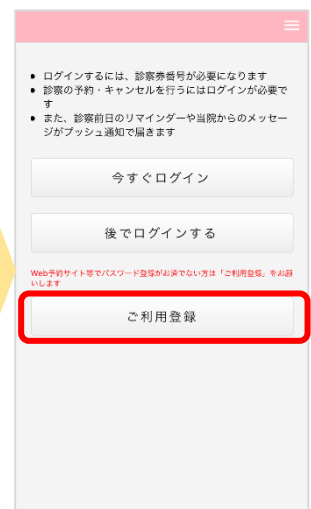 ● ログインするには、診察券番号が必要になります
● 診察の予約・キャンセルを行うにはログインが必要で
す
● また、診察前日のリマインダーや当院からのメッセー
ジがプッシュ通知で届きます
今すぐログイン
後でログインする
Web予約サイト等でパスワード登録がお済でない方は「ご利用登録」をお願
いします
ご利用登録